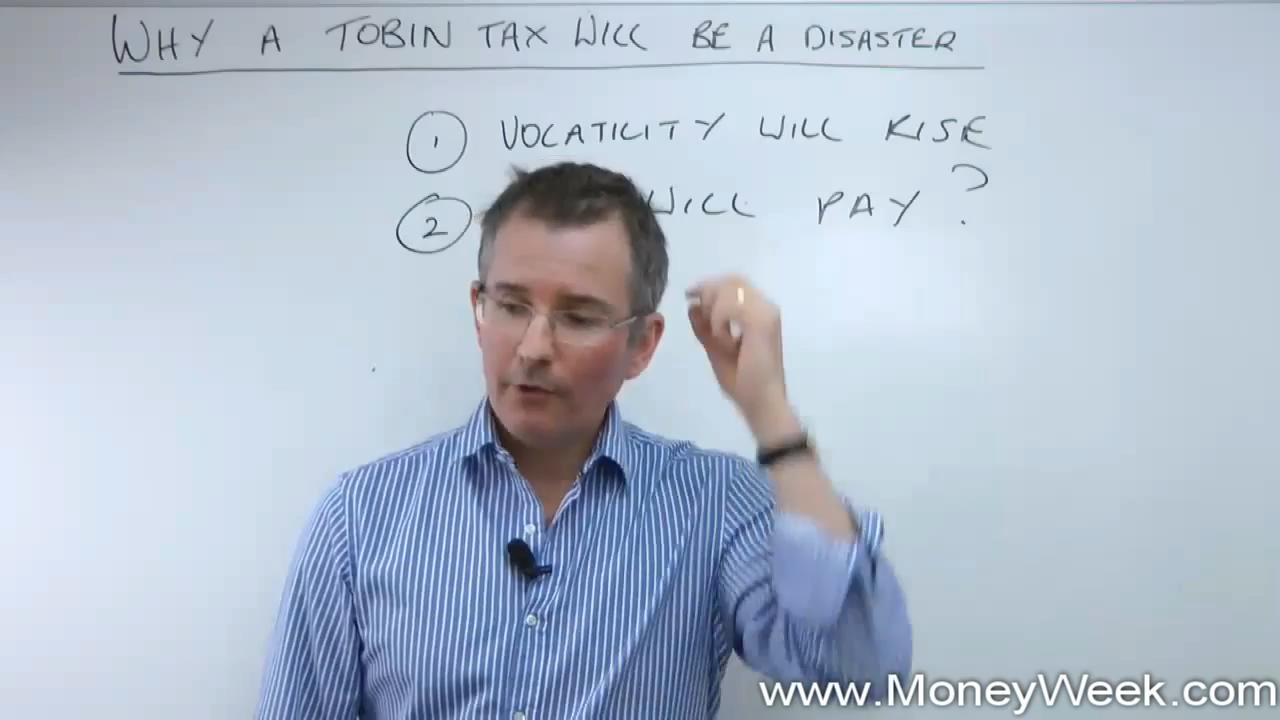 WHY A TOBIN TAX WILL BE A DISASTER
1 VOLATILITY WILL RISE
2 WILL PAY ?
www.MoneyWeek.com